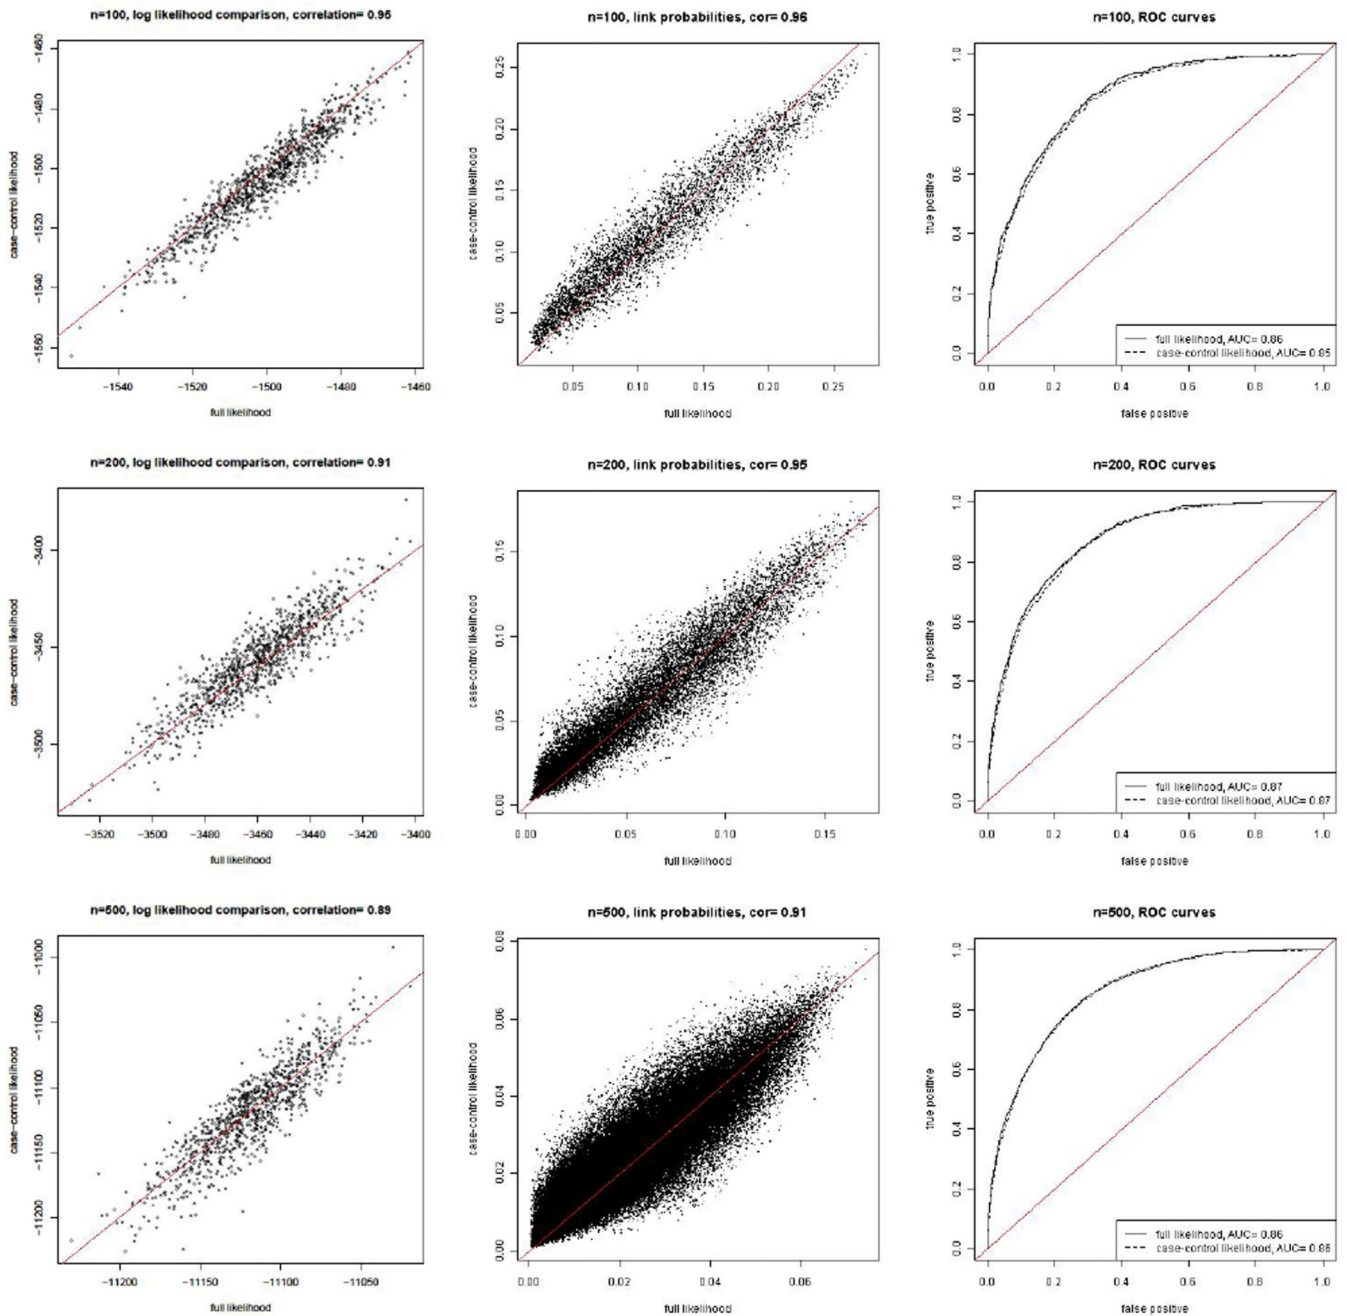 n=100, log likelihood comparison, correlation= 0.95
case-control likelihood
-1460
-1480
-1500
-1520
-1540
-1560
-1540 -1520 -1500 -1480 -1460
full likelihood
n=100, link probabilities, cor= 0.96
case-control likelihood
0.25
0.20
0.15
0.10
0.05
0.05 0.10 0.15 0.20 0.25
full likelihood
n=100, ROC curves
true positive
1.0
0.8
0.6
0.4
0.2
0.0
full likelihood, AUC= 0.86
case-control likelihood, AUC= 0.85
0.0 0.2 0.4 0.6 0.8 1.0
false positive
n=200, log likelihood comparison, correlation= 0.91
case-control likelihood
-3400
-3450
-3500
-3520 -3500 -3480 -3460 -3440 -3420 -3400
full likelihood
n=200, link probabilities, cor= 0.95
case-control likelihood
0.15
0.10
0.05
0.00
0.00 0.05 0.10 0.15
full likelihood
n=200, ROC curves
true positive
1.0
0.8
0.6
0.4
0.2
0.0
full likelihood, AUC= 0.87
case-control likelihood, AUC= 0.87
0.0 0.2 0.4 0.6 0.8 1.0
false positive
n=500, log likelihood comparison, correlation= 0.89
case-control likelihood
-11000
-11050
-11100
-11150
-11200
-11200 -11150 -11100 -11050
full likelihood
n=500, link probabilities, cor= 0.91
case-control likelihood
0.08
0.06
0.04
0.02
0.00
0.00 0.02 0.04 0.06
full likelihood
n=500, ROC curves
true positive
1.0
0.8
0.6
0.4
0.2
0.0
full likelihood, AUC= 0.86
case-control likelihood, AUC= 0.86
0.0 0.2 0.4 0.6 0.8 1.0
false positive